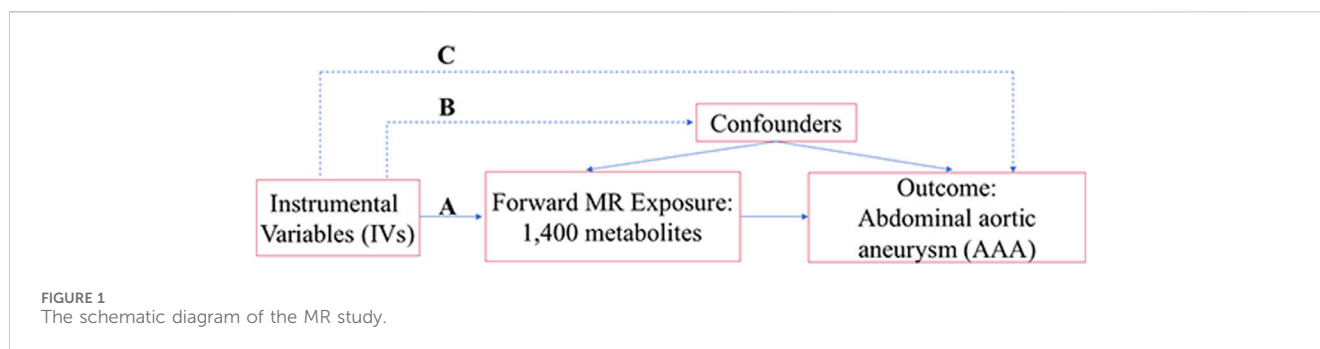 C
B
Confounders
Instrumental
Variables (IVs)
A
Forward MR Exposure:
1,400 metabolites
Outcome:
Abdominal aortic
aneurysm (AAA)
FIGURE 1
The schematic diagram of the MR study.